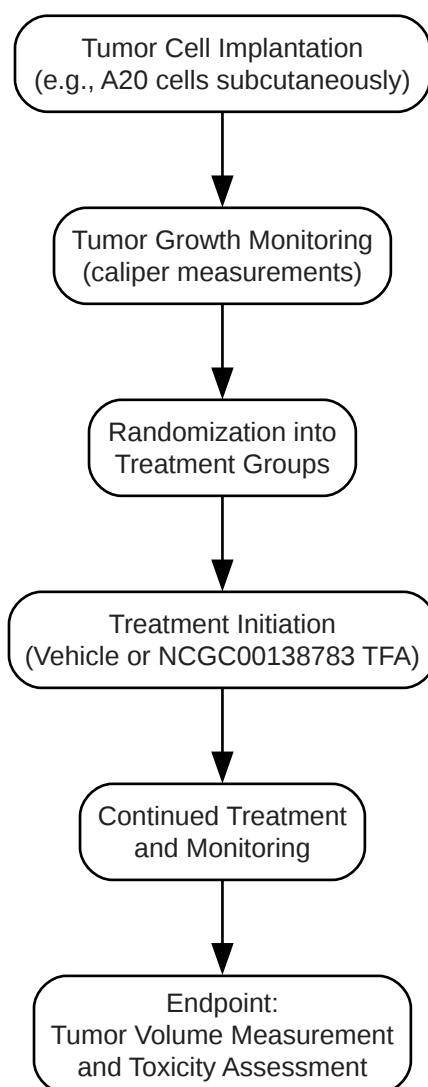 Tumor Cell Implantation
(e.g., A20 cells subcutaneously)
Tumor Growth Monitoring
(caliper measurements)
Randomization into
Treatment Groups
Treatment Initiation
(Vehicle or NCGC00138783 TFA)
Continued Treatment
and Monitoring
Endpoint:
Tumor Volume Measurement
and Toxicity Assessment